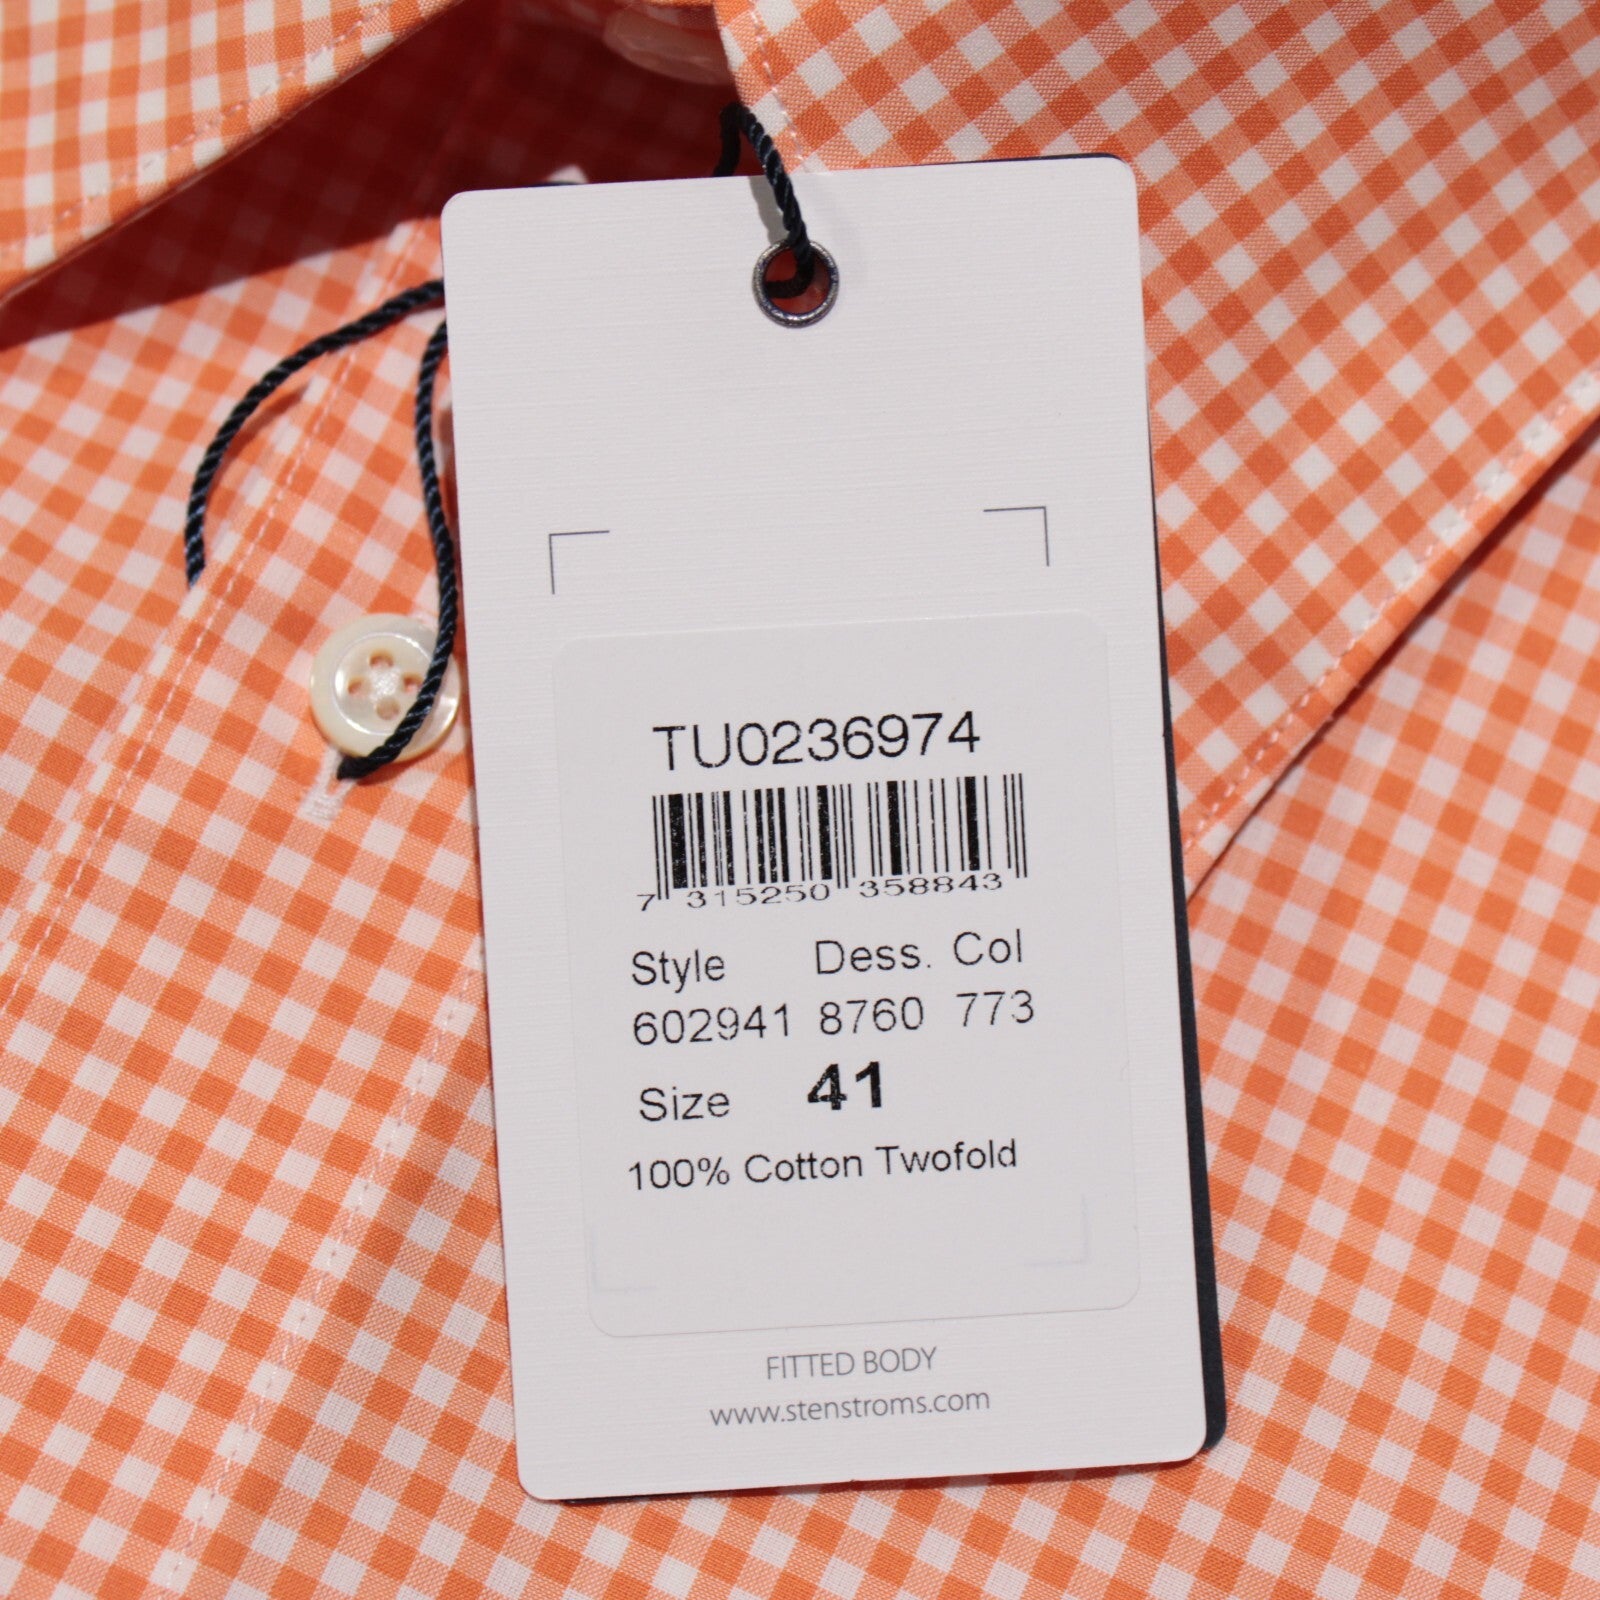 TU0236974
7 315250 358843
Style Dess. Col
602941 8760 773
Size 41
100% Cotton Twofold
FITTED BODY
www.stenstroms.com